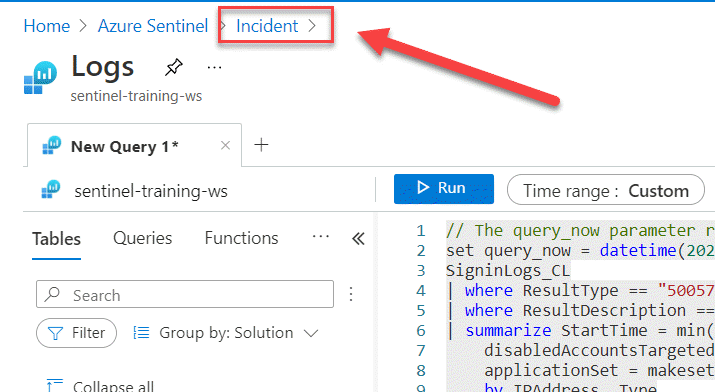 Home > Azure Sentinel > Incident >
Logs ...
sentinel-training-ws
New Query 1* × +
sentinel-training-ws
Run
Time range : Custom
Tables Queries Functions ... «
Search
Filter
Group by: Solution
Collapse all
1 // The query_now parameter r
2 set query_now = datetime(202
3 SigninLogs_CL
4 | where ResultType == "50057
5 | where ResultDescription ==
6 | summarize StartTime = min(
7 disabledAccountsTargeted
8 applicationSet = makeset
9 by IPAddress, Type